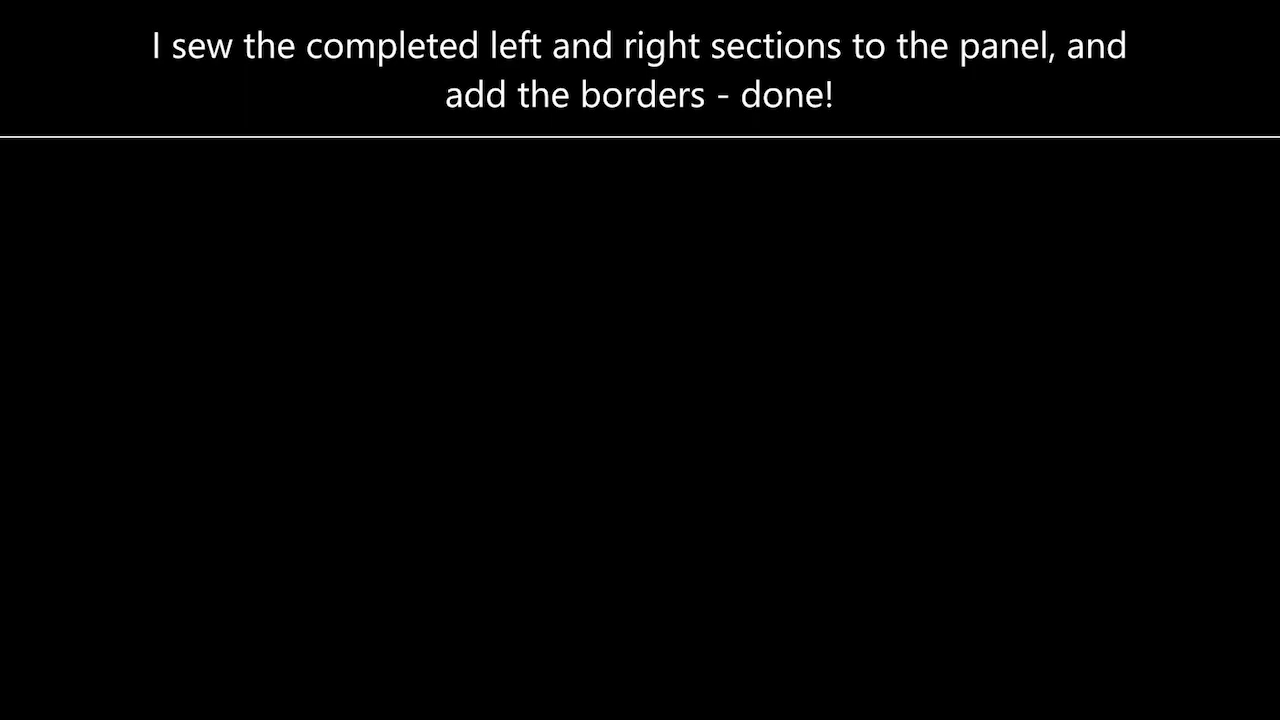 I sew the completed left and right sections to the panel, and
add the borders - done!